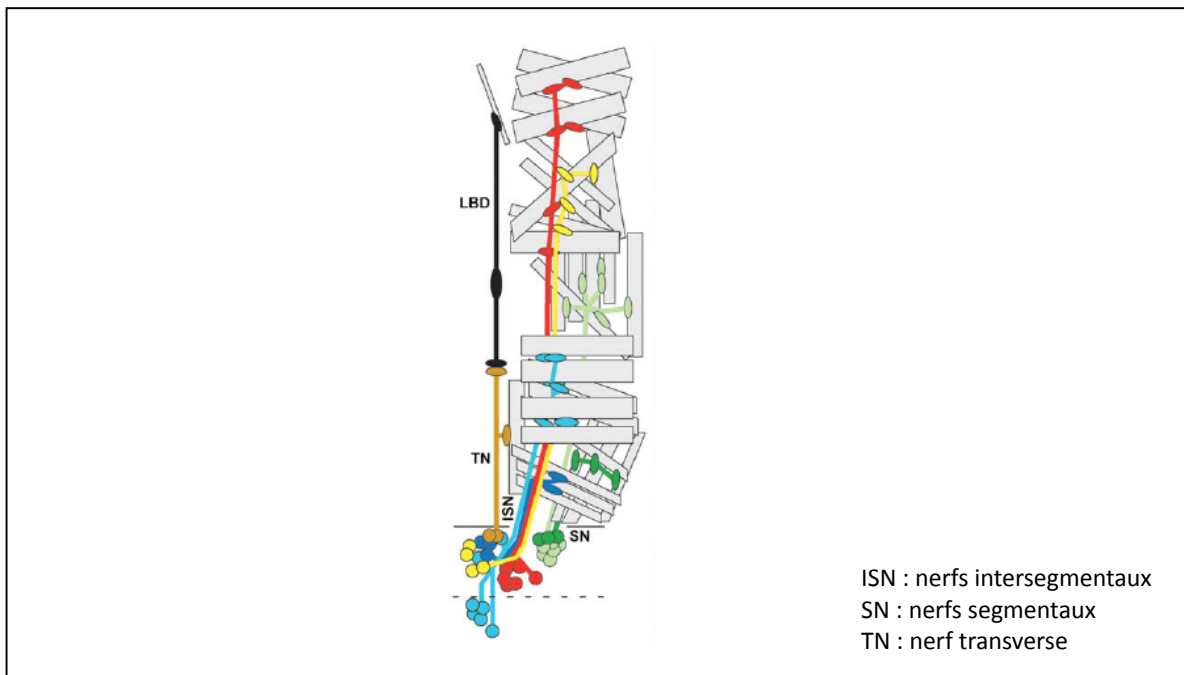 LBD
TN
ISN
SN
ISN : nerfs intersegmentaux
SN : nerfs segmentaux
TN : nerf transverse